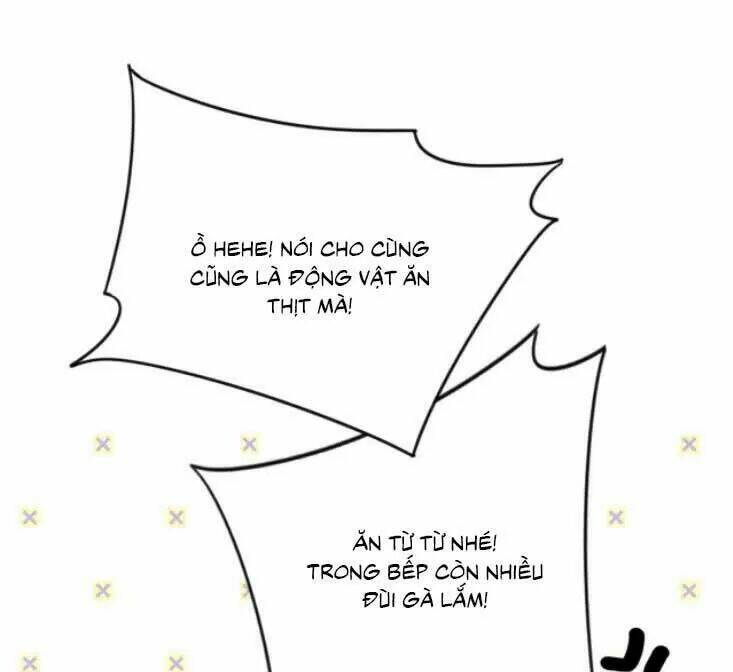 Ồ HEHE! NÓI CHO CÙNG
CŨNG LÀ ĐỘNG VẬT ĂN
THỊT MÀ!
ĂN TỪ TỪ NHÉ!
TRONG BẾP CÒN NHIỀU
ĐÙI GÀ LẮM!